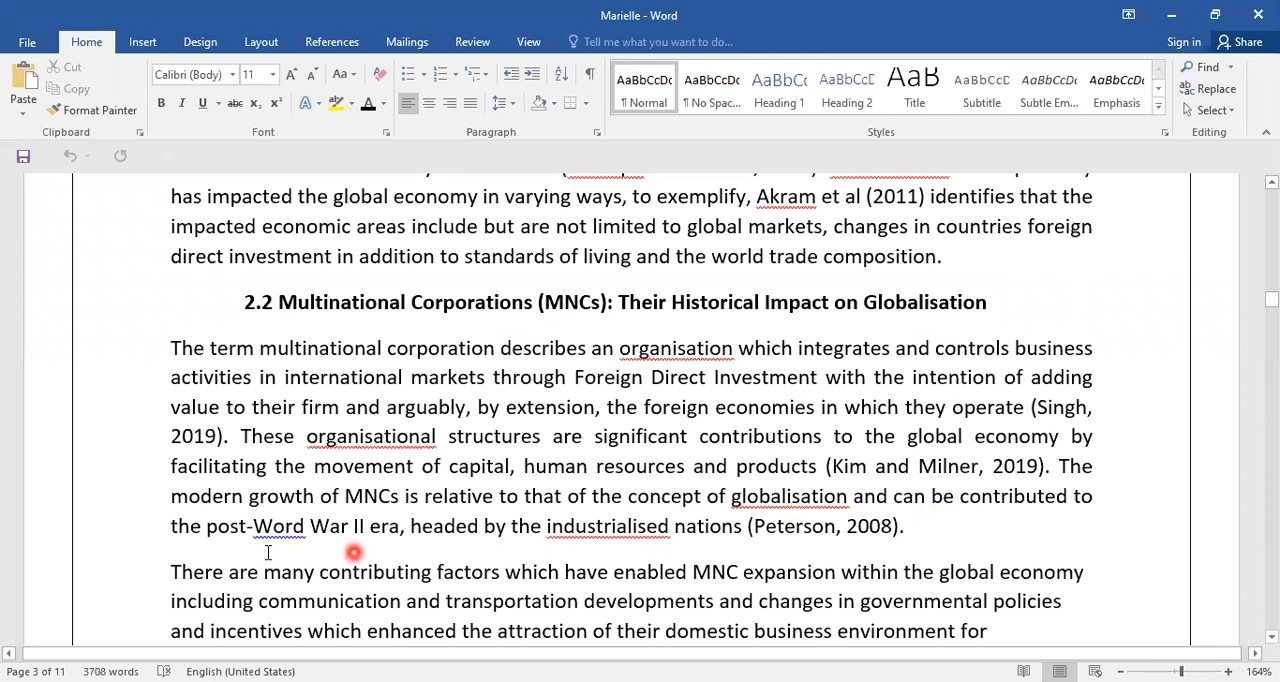 Marielle - Word
File Home Insert Design Layout References Mailings Review View Tell me what you want to do... Sign in Share
Paste Cut Copy Format Painter Clipboard
Calibri (Body) 11 A A Aa A
B I U abc X₂ X² A A
Font
Paragraph
AaBbCcDc AaBbCcDc AaBbCc AaBbCcD AaB AaBbCcD AaBbCcDc AaBbCcDc
¶ Normal ¶ No Spac... Heading 1 Heading 2 Title Subtitle Subtle Em... Emphasis
Styles
Find
Replace
Select
Editing
has impacted the global economy in varying ways, to exemplify, Akram et al (2011) identifies that the
impacted economic areas include but are not limited to global markets, changes in countries foreign
direct investment in addition to standards of living and the world trade composition.
2.2 Multinational Corporations (MNCs): Their Historical Impact on Globalisation
The term multinational corporation describes an organisation which integrates and controls business
activities in international markets through Foreign Direct Investment with the intention of adding
value to their firm and arguably, by extension, the foreign economies in which they operate (Singh,
2019). These organisational structures are significant contributions to the global economy by
facilitating the movement of capital, human resources and products (Kim and Milner, 2019). The
modern growth of MNCs is relative to that of the concept of globalisation and can be contributed to
the post-Word War II era, headed by the industrialised nations (Peterson, 2008).
There are many contributing factors which have enabled MNC expansion within the global economy
including communication and transportation developments and changes in governmental policies
and incentives which enhanced the attraction of their domestic business environment for
Page 3 of 11 3708 words English (United States) 164%